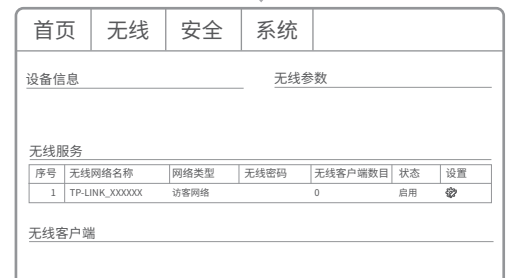 首页 无线 安全 系统
设备信息 无线参数
无线服务
序号 无线网络名称 网络类型 无线密码 无线客户端数目 状态 设置
1 TP-LINK_XXXXXX 访客网络 0 启用
无线客户端